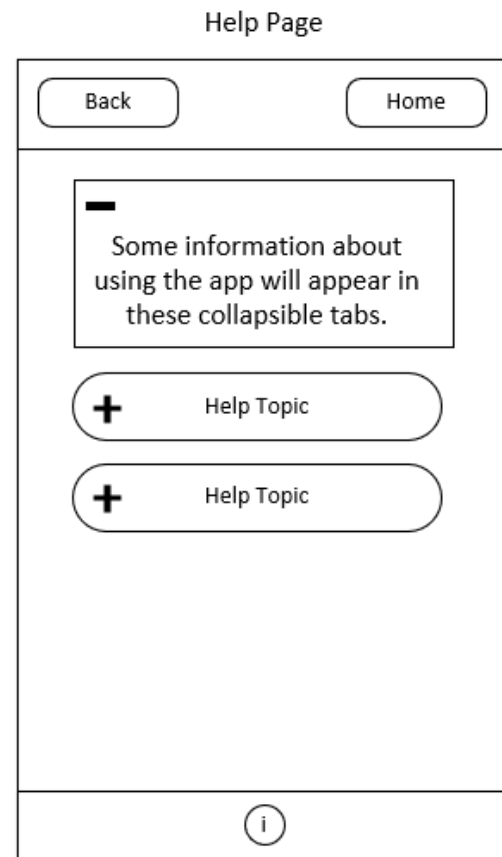 Help Page
Back
Home
Some information about
using the app will appear in
these collapsible tabs.
Help Topic
Help Topic
i